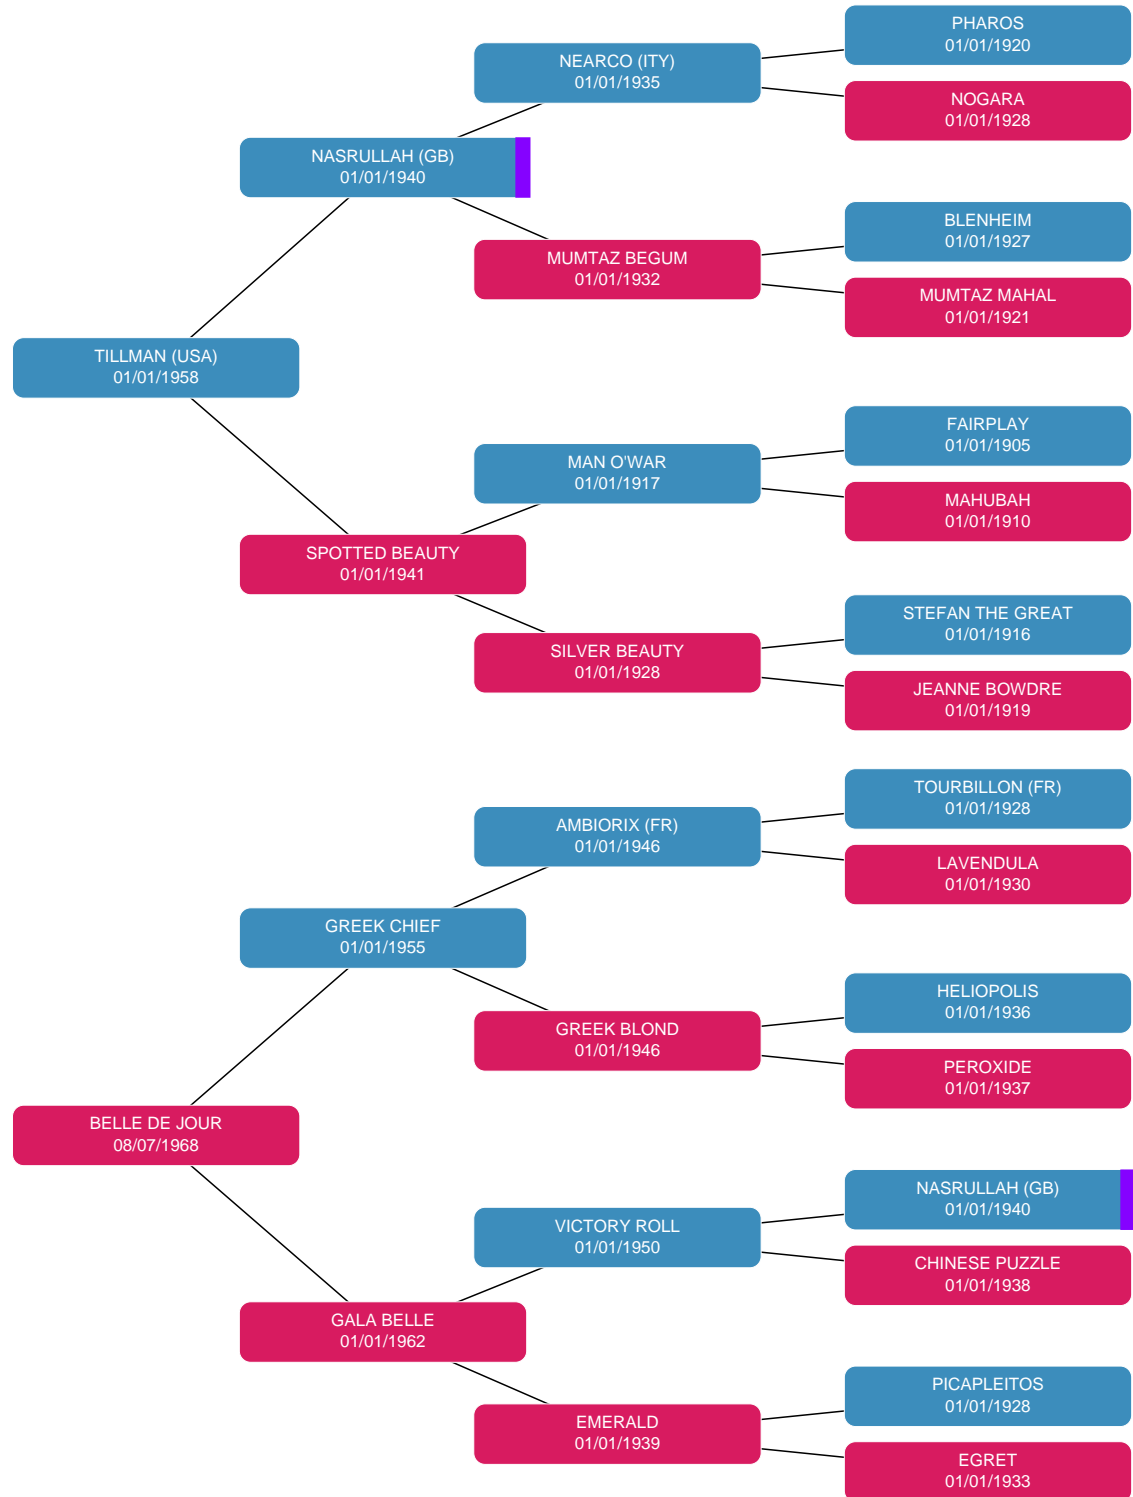 PHAROS
01/01/1920
NEARCO (ITY)
01/01/1935
NOGARA
01/01/1928
NASRULLAH (GB)
01/01/1940
BLENHEIM
01/01/1927
MUMTAZ BEGUM
01/01/1932
MUMTAZ MAHAL
01/01/1921
TILLMAN (USA)
01/01/1958
FAIRPLAY
01/01/1905
MAN O'WAR
01/01/1917
MAHUBAH
01/01/1910
SPOTTED BEAUTY
01/01/1941
STEFAN THE GREAT
01/01/1916
SILVER BEAUTY
01/01/1928
JEANNE BOWDRE
01/01/1919
TOURBILLON (FR)
01/01/1928
AMBIORIX (FR)
01/01/1946
LAVENDULA
01/01/1930
GREEK CHIEF
01/01/1955
HELIOPOLIS
01/01/1936
GREEK BLOND
01/01/1946
PEROXIDE
01/01/1937
BELLE DE JOUR
08/07/1968
NASRULLAH (GB)
01/01/1940
VICTORY ROLL
01/01/1950
CHINESE PUZZLE
01/01/1938
GALA BELLE
01/01/1962
PICAPLEITOS
01/01/1928
EMERALD
01/01/1939
EGRET
01/01/1933